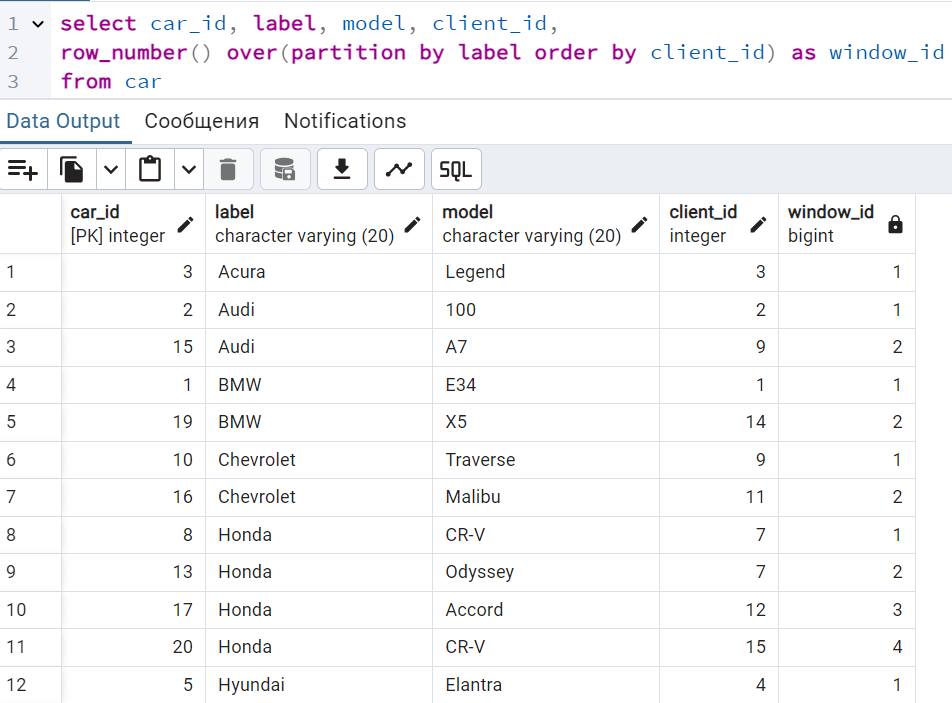 1 select car_id, label, model, client_id,
2 row_number() over(partition by label order by client_id) as window_id
3 from car
Data Output Сообщения Notifications
SQL
car_id label model client_id window_id
[PK] integer character varying (20) character varying (20) integer bigint
1 3 Acura Legend 3 1
2 2 Audi 100 2 1
3 15 Audi A7 9 2
4 1 BMW E34 1 1
5 19 BMW X5 14 2
6 10 Chevrolet Traverse 9 1
7 16 Chevrolet Malibu 11 2
8 8 Honda CR-V 7 1
9 13 Honda Odyssey 7 2
10 17 Honda Accord 12 3
11 20 Honda CR-V 15 4
12 5 Hyundai Elantra 4 1